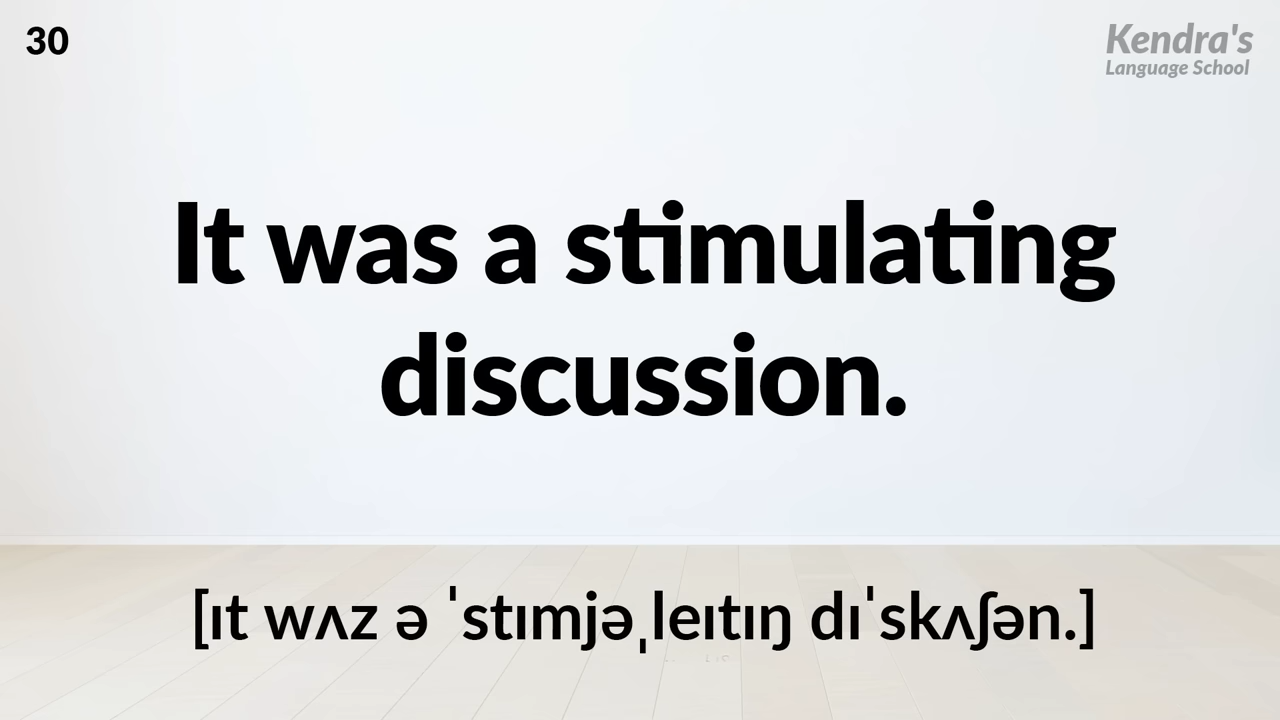 30
Kendra's
Language School
It was a stimulating
discussion.
[ɪt wʌz ə ˈstɪmjəˌleɪtɪŋ dɪˈskʌʃən.]